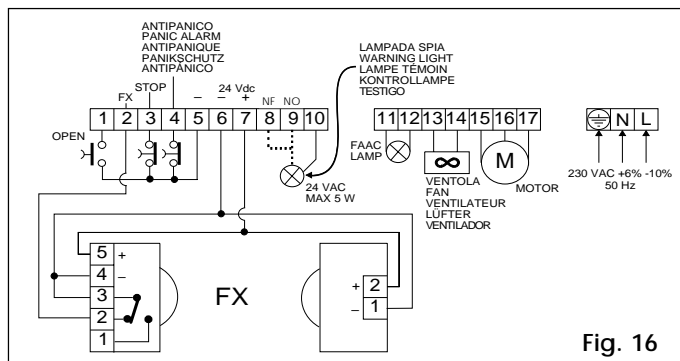 ANTIPANICO
PANIC ALARM
ANTIPANIQUE
PANIKSCHUTZ
ANTIPÁNICO
STOP
FX
– – 24 Vdc +
NF NO
1 2 3 4 5 6 7 8 9 10
OPEN
LAMPADA SPIA
WARNING LIGHT
LAMPE TÉMOIN
KONTROLLAMPE
TESTIGO
24 VAC
MAX 5 W
11 12 13 14 15 16 17
FAAC
LAMP
VENTOLA
FAN
VENTILATEUR
LÜFTER
VENTILADOR
M
MOTOR
N L
230 VAC +6% -10%
50 Hz
5 +
4 –
3
2
1
FX
+ 2
– 1
Fig. 16